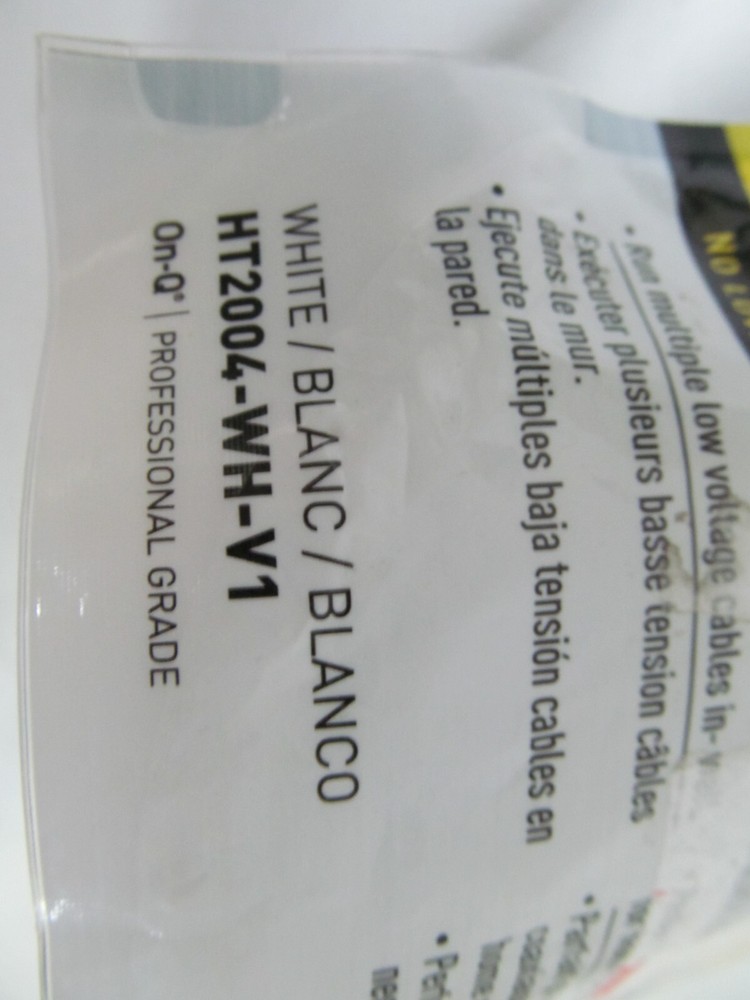 • Run multiple low voltage cables in-
• Exécuter plusieurs basse tension câbles
dans le mur.
• Ejecute múltiples baja tensión cables en
la pared.
WHITE / BLANC / BLANCO
HT2004-WH-V1
On-Q® | PROFESSIONAL GRADE
NO